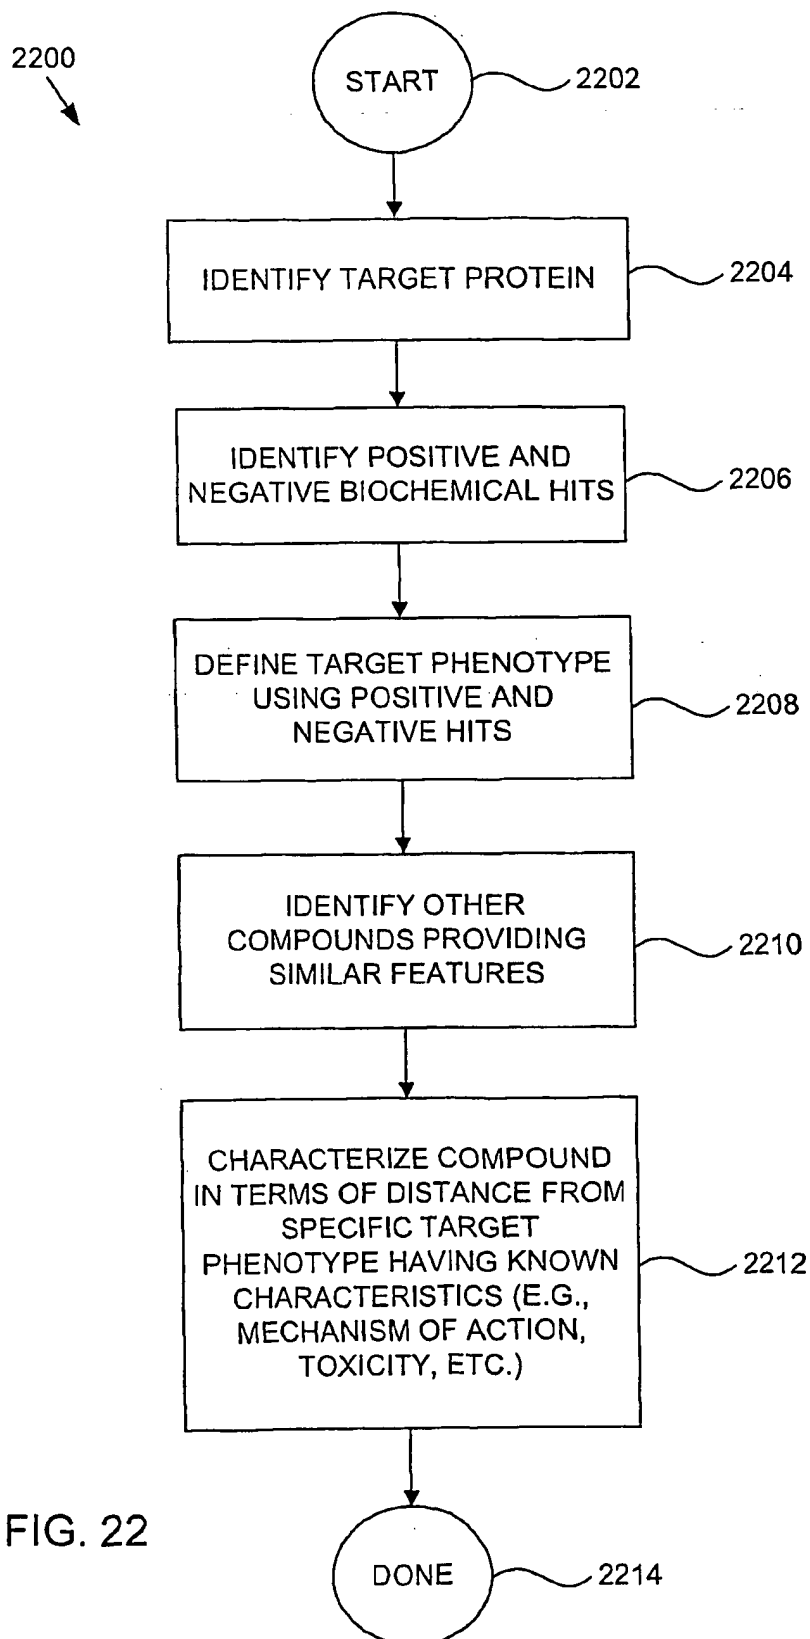 2200
START
2202
IDENTIFY TARGET PROTEIN
2204
IDENTIFY POSITIVE AND
NEGATIVE BIOCHEMICAL HITS
2206
DEFINE TARGET PHENOTYPE
USING POSITIVE AND
NEGATIVE HITS
2208
IDENTIFY OTHER
COMPOUNDS PROVIDING
SIMILAR FEATURES
2210
CHARACTERIZE COMPOUND
IN TERMS OF DISTANCE FROM
SPECIFIC TARGET
PHENOTYPE HAVING KNOWN
CHARACTERISTICS (E.G.,
MECHANISM OF ACTION,
TOXICITY, ETC.)
2212
FIG. 22
DONE
2214